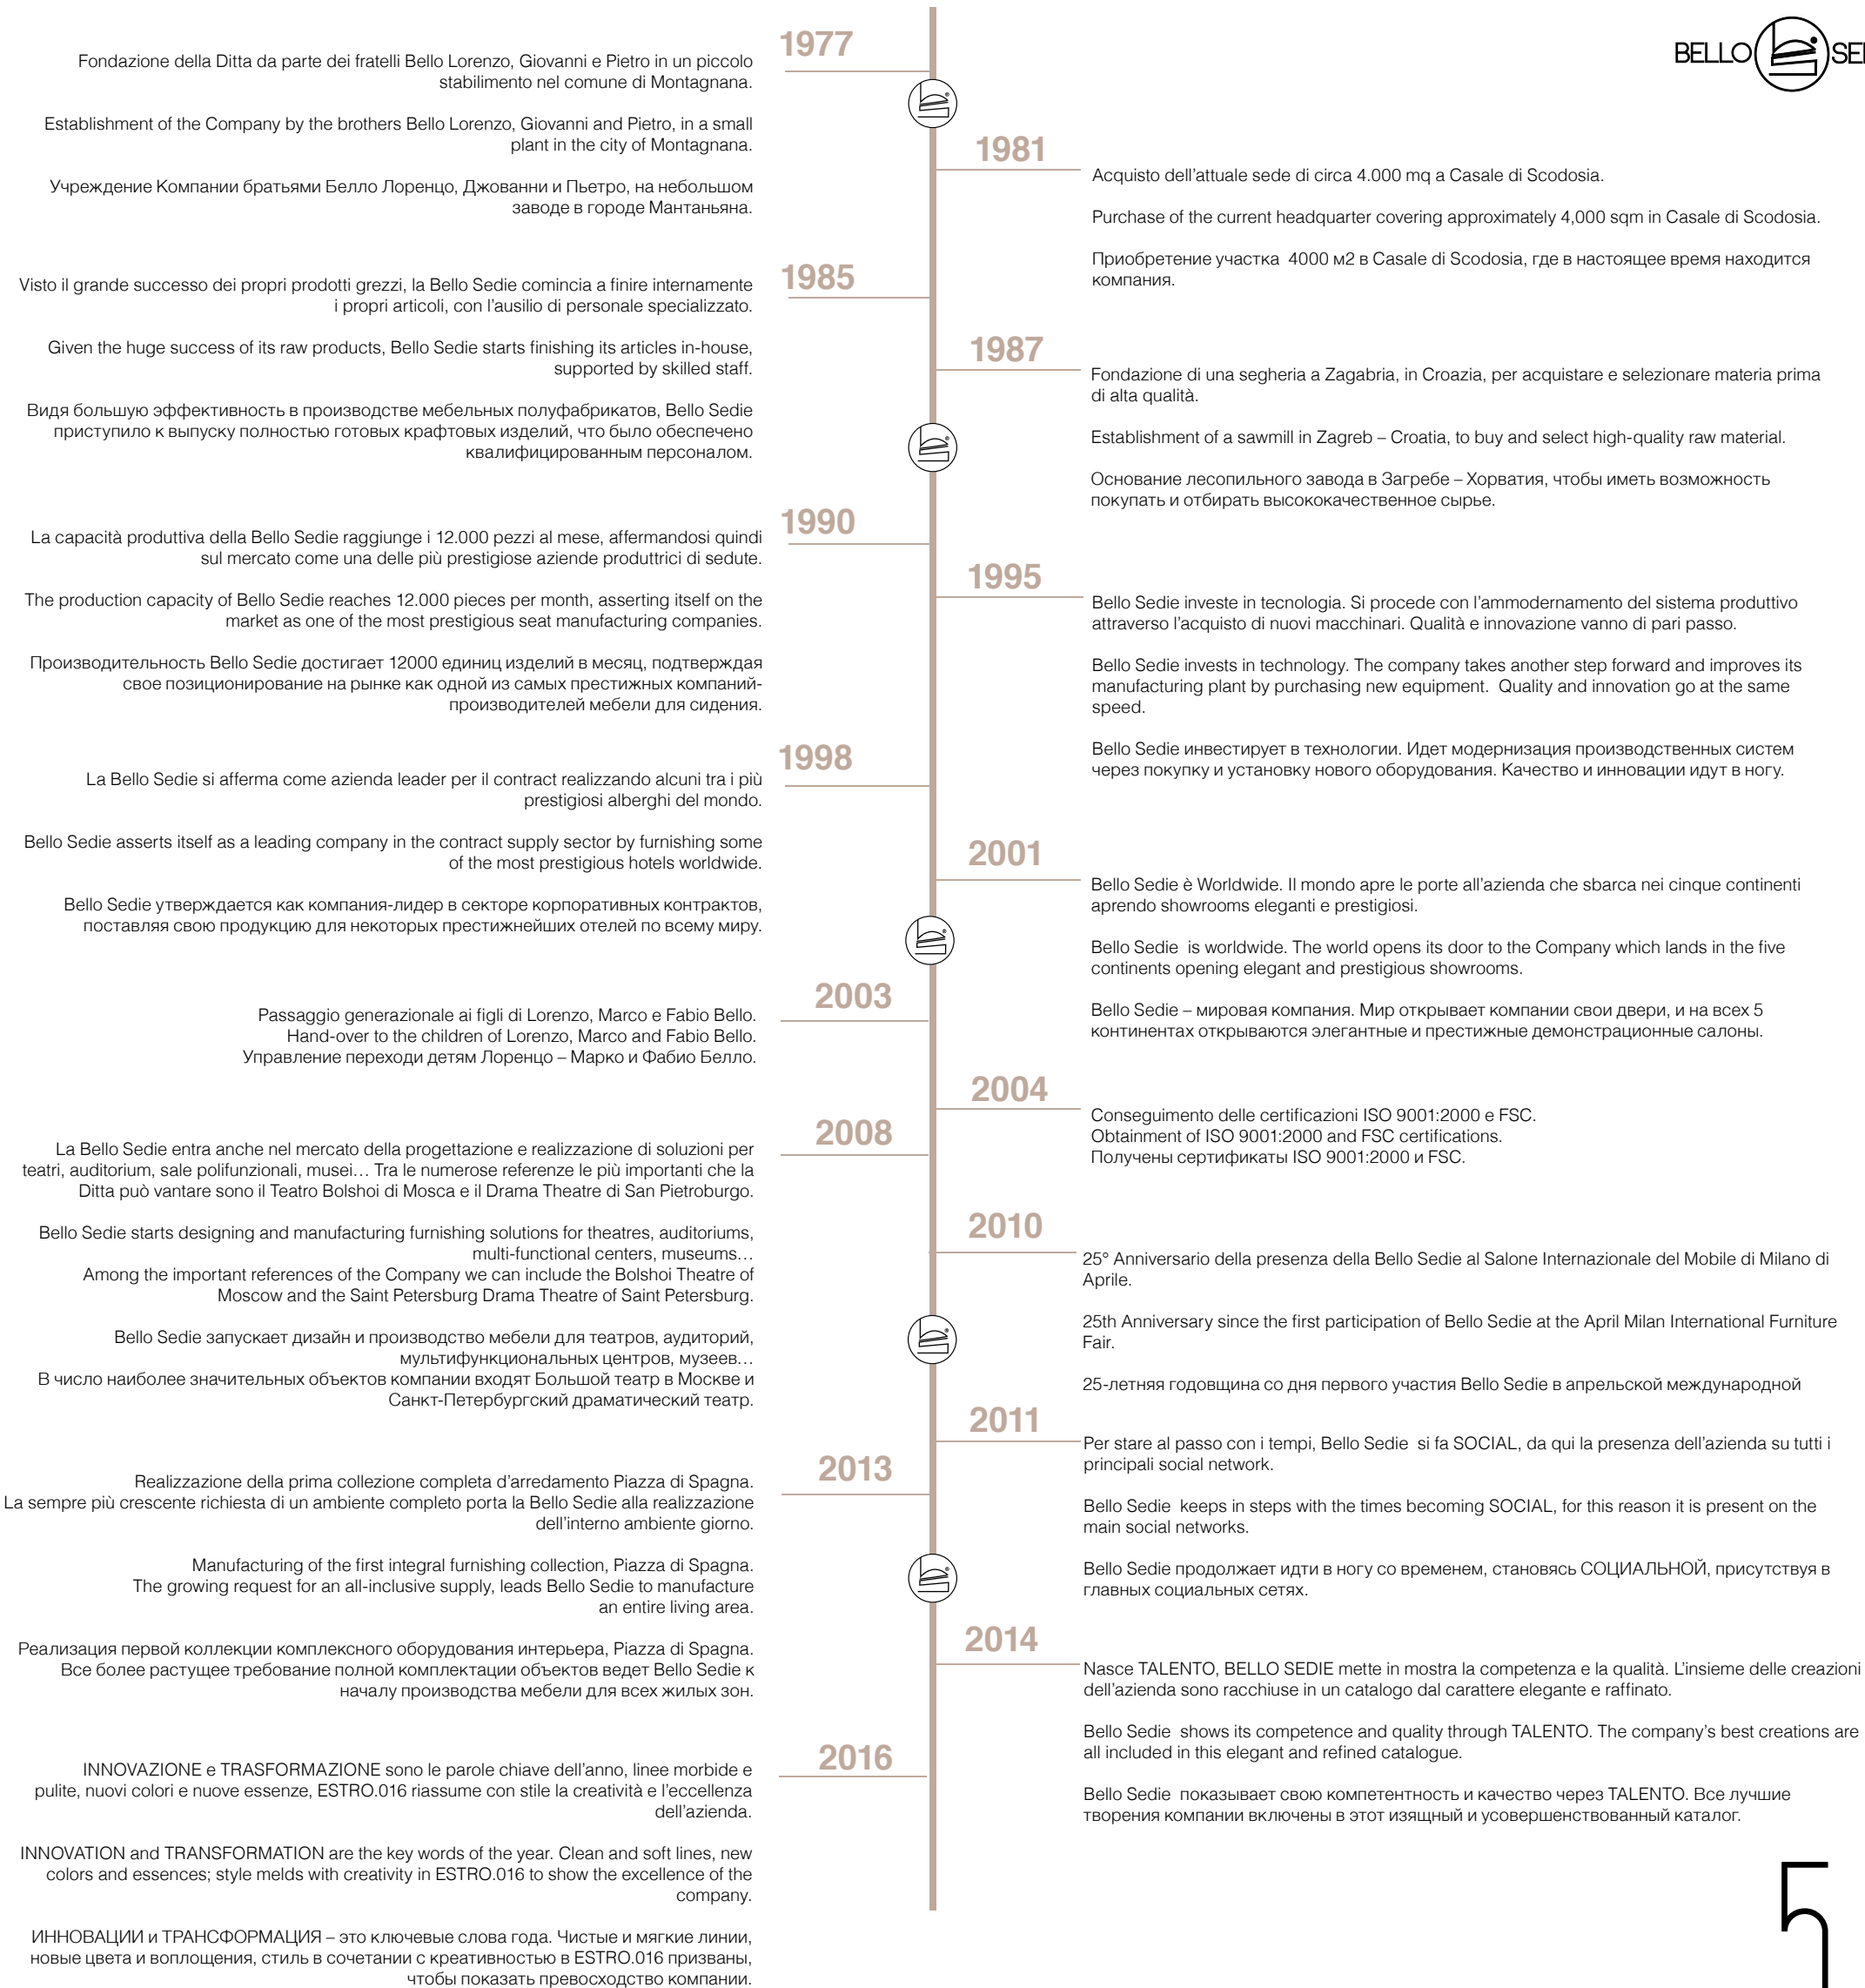 BELLO SE
1977
Fondazione della Ditta da parte dei fratelli Bello Lorenzo, Giovanni e Pietro in un piccolo
stabilimento nel comune di Montagnana.
Establishment of the Company by the brothers Bello Lorenzo, Giovanni and Pietro, in a small
plant in the city of Montagnana.
Учреждение Компании братьями Белло Лоренцо, Джованни и Пьетро, на небольшом
заводе в городе Мантаньяна.
1981
Acquisto dell’attuale sede di circa 4.000 mq a Casale di Scodosia.
Purchase of the current headquarter covering approximately 4,000 sqm in Casale di Scodosia.
Приобретение участка 4000 м2 в Casale di Scodosia, где в настоящее время находится
компания.
1985
Visto il grande successo dei propri prodotti grezzi, la Bello Sedie comincia a finire internamente
i propri articoli, con l’ausilio di personale specializzato.
Given the huge success of its raw products, Bello Sedie starts finishing its articles in-house,
supported by skilled staff.
Видя большую эффективность в производстве мебельных полуфабрикатов, Bello Sedie
приступило к выпуску полностью готовых крафтовых изделий, что было обеспечено
квалифицированным персоналом.
1987
Fondazione di una segheria a Zagabria, in Croazia, per acquistare e selezionare materia prima
di alta qualità.
Establishment of a sawmill in Zagreb – Croatia, to buy and select high-quality raw material.
Основание лесопильного завода в Загребе – Хорватия, чтобы иметь возможность
покупать и отбирать высококачественное сырье.
1990
La capacità produttiva della Bello Sedie raggiunge i 12.000 pezzi al mese, affermandosi quindi
sul mercato come una delle più prestigiose aziende produttrici di sedute.
The production capacity of Bello Sedie reaches 12.000 pieces per month, asserting itself on the
market as one of the most prestigious seat manufacturing companies.
Производительность Bello Sedie достигает 12000 единиц изделий в месяц, подтверждая
свое позиционирование на рынке как одной из самых престижных компаний-
производителей мебели для сидения.
1995
Bello Sedie investe in tecnologia. Si procede con l’ammodernamento del sistema produttivo
attraverso l’acquisto di nuovi macchinari. Qualità e innovazione vanno di pari passo.
Bello Sedie invests in technology. The company takes another step forward and improves its
manufacturing plant by purchasing new equipment. Quality and innovation go at the same
speed.
Bello Sedie инвестирует в технологии. Идет модернизация производственных систем
через покупку и установку нового оборудования. Качество и инновации идут в ногу.
1998
La Bello Sedie si afferma come azienda leader per il contract realizzando alcuni tra i più
prestigiosi alberghi del mondo.
Bello Sedie asserts itself as a leading company in the contract supply sector by furnishing some
of the most prestigious hotels worldwide.
Bello Sedie утверждается как компания-лидер в секторе корпоративных контрактов,
поставляя свою продукцию для некоторых престижнейших отелей по всему миру.
2001
Bello Sedie è Worldwide. Il mondo apre le porte all’azienda che sbarca nei cinque continenti
aprendo showrooms eleganti e prestigiosi.
Bello Sedie is worldwide. The world opens its door to the Company which lands in the five
continents opening elegant and prestigious showrooms.
Bello Sedie – мировая компания. Мир открывает компании свои двери, и на всех 5
континентах открываются элегантные и престижные демонстрационные салоны.
2003
Passaggio generazionale ai figli di Lorenzo, Marco e Fabio Bello.
Hand-over to the children of Lorenzo, Marco and Fabio Bello.
Управление переходи детям Лоренцо – Марко и Фабио Белло.
2004
Conseguimento delle certificazioni ISO 9001:2000 e FSC.
Obtainment of ISO 9001:2000 and FSC certifications.
Получены сертификаты ISO 9001:2000 и FSC.
2008
La Bello Sedie entra anche nel mercato della progettazione e realizzazione di soluzioni per
teatri, auditorium, sale polifunzionali, musei… Tra le numerose referenze le più importanti che la
Ditta può vantare sono il Teatro Bolshoi di Mosca e il Drama Theatre di San Pietroburgo.
Bello Sedie starts designing and manufacturing furnishing solutions for theatres, auditoriums,
multi-functional centers, museums…
Among the important references of the Company we can include the Bolshoi Theatre of
Moscow and the Saint Petersburg Drama Theatre of Saint Petersburg.
Bello Sedie запускает дизайн и производство мебели для театров, аудиторий,
мультифункциональных центров, музеев…
В число наиболее значительных объектов компании входят Большой театр в Москве и
Санкт-Петербургский драматический театр.
2010
25° Anniversario della presenza della Bello Sedie al Salone Internazionale del Mobile di Milano di
Aprile.
25th Anniversary since the first participation of Bello Sedie at the April Milan International Furniture
Fair.
25-летняя годовщина со дня первого участия Bello Sedie в апрельской международной
2011
Per stare al passo con i tempi, Bello Sedie si fa SOCIAL, da qui la presenza dell’azienda su tutti i
principali social network.
Bello Sedie keeps in steps with the times becoming SOCIAL, for this reason it is present on the
main social networks.
Bello Sedie продолжает идти в ногу со временем, становясь СОЦИАЛЬНОЙ, присутствуя в
главных социальных сетях.
2013
Realizzazione della prima collezione completa d’arredamento Piazza di Spagna.
La sempre più crescente richiesta di un ambiente completo porta la Bello Sedie alla realizzazione
dell’interno ambiente giorno.
Manufacturing of the first integral furnishing collection, Piazza di Spagna.
The growing request for an all-inclusive supply, leads Bello Sedie to manufacture
an entire living area.
Реализация первой коллекции комплексного оборудования интерьера, Piazza di Spagna.
Все более растущее требование полной комплектации объектов ведет Bello Sedie к
началу производства мебели для всех жилых зон.
2014
Nasce TALENTO, BELLO SEDIE mette in mostra la competenza e la qualità. L’insieme delle creazioni
dell’azienda sono racchiuse in un catalogo dal carattere elegante e raffinato.
Bello Sedie shows its competence and quality through TALENTO. The company’s best creations are
all included in this elegant and refined catalogue.
Bello Sedie показывает свою компетентность и качество через TALENTO. Все лучшие
творения компании включены в этот изящный и усовершенствованный каталог.
2016
INNOVAZIONE e TRASFORMAZIONE sono le parole chiave dell’anno, linee morbide e
pulite, nuovi colori e nuove essenze, ESTRO.016 riassume con stile la creatività e l’eccellenza
dell’azienda.
INNOVATION and TRANSFORMATION are the key words of the year. Clean and soft lines, new
colors and essences; style melds with creativity in ESTRO.016 to show the excellence of the
company.
ИННОВАЦИИ и ТРАНСФОРМАЦИЯ – это ключевые слова года. Чистые и мягкие линии,
новые цвета и воплощения, стиль в сочетании с креативностью в ESTRO.016 призваны,
чтобы показать превосходство компании.
5